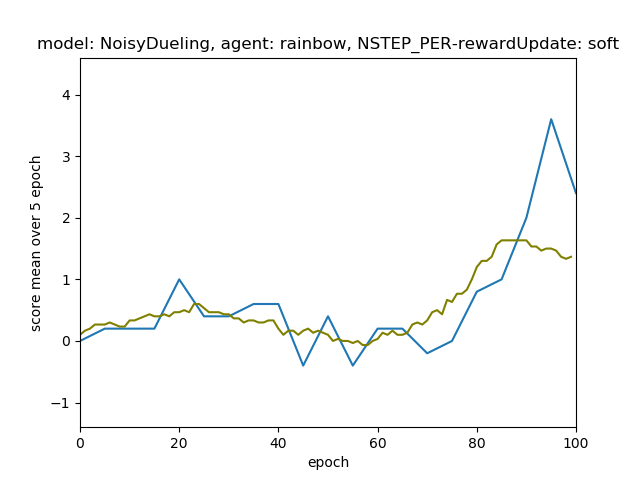 model: NoisyDueling, agent: rainbow, NSTEP_PER-rewardUpdate: soft
score mean over 5 epoch
4
3
2
1
0
−1
0 20 40 60 80 100
epoch